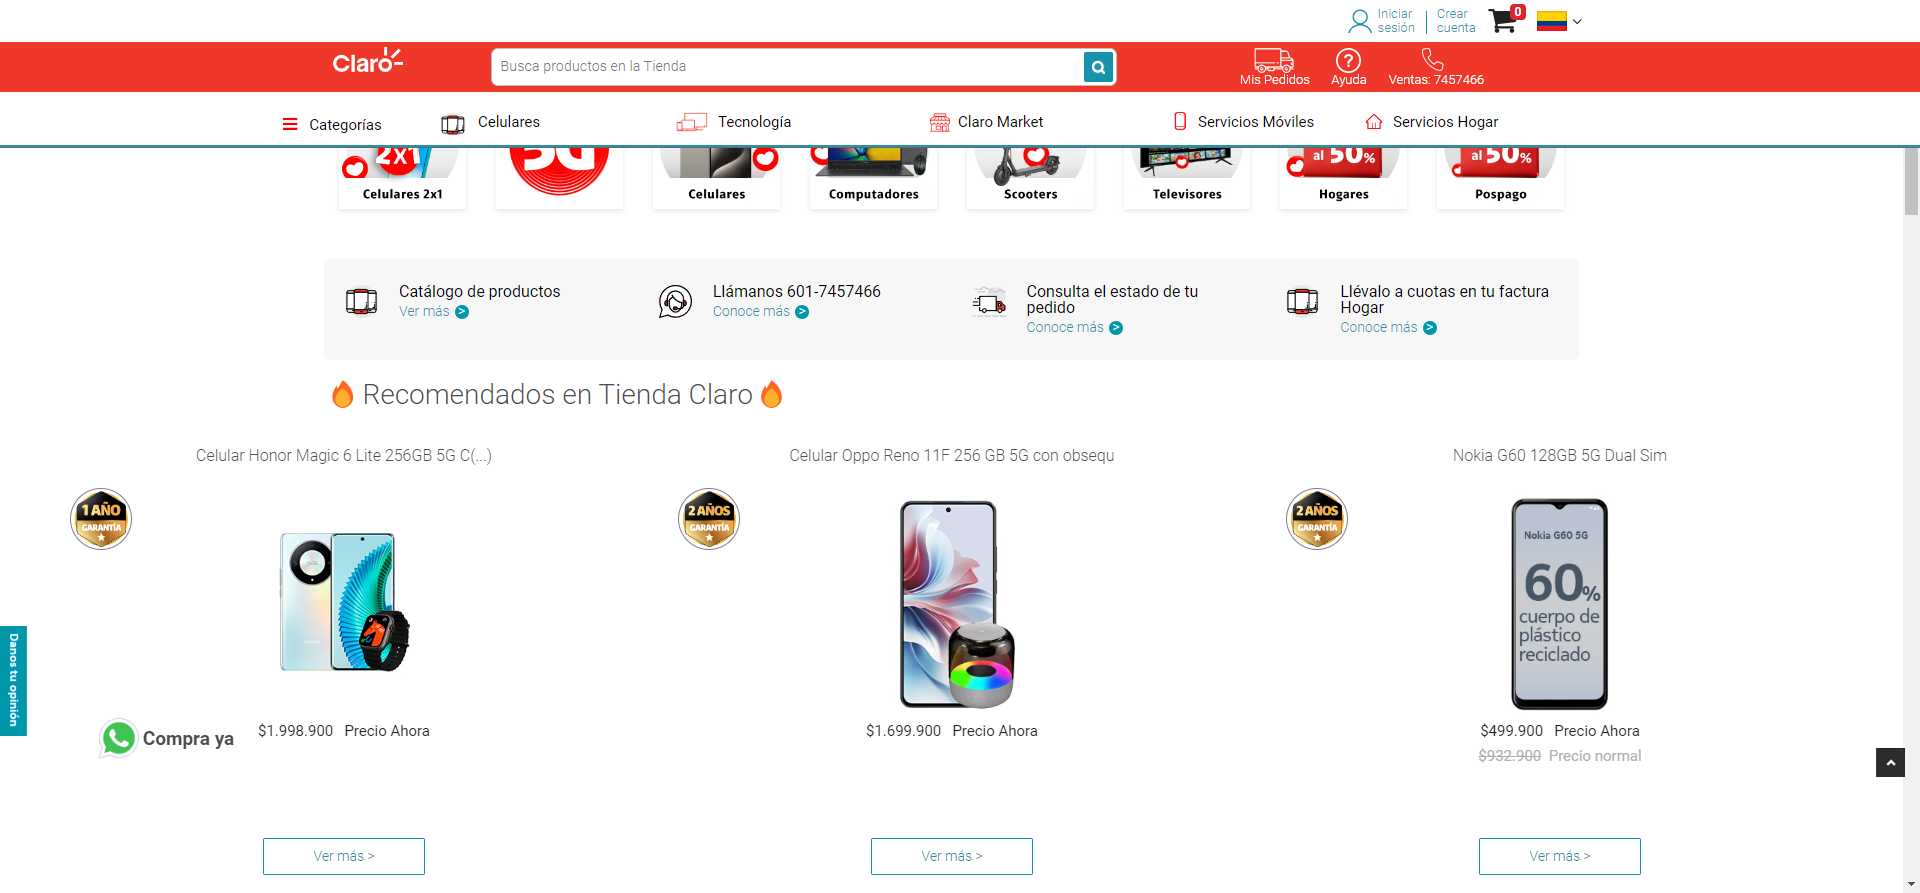 Iniciar sesión
Crear cuenta
0
Claro
Busca productos en la Tienda
Mis Pedidos
Ayuda
Ventas: 7457466
Categorías
Celulares
Tecnología
Claro Market
Servicios Móviles
Servicios Hogar
2x1
5G
al 50%
al 50%
Celulares 2x1
Celulares
Computadores
Scooters
Televisores
Hogares
Pospago
Catálogo de productos
Ver más >
Llámanos 601-7457466
Conoce más >
Consulta el estado de tu pedido
Conoce más >
Llévalo a cuotas en tu factura Hogar
Conoce más >
Recomendados en Tienda Claro
Celular Honor Magic 6 Lite 256GB 5G C(...)
Celular Oppo Reno 11F 256 GB 5G con obsequ
Nokia G60 128GB 5G Dual Sim
1 AÑO
GARANTÍA
2 AÑOS
GARANTÍA
2 AÑOS
GARANTÍA
Nokia G60 5G
60%
cuerpo de
plástico
reciclado
Danos tu opinión
Compra ya
$1.998.900 Precio Ahora
$1.699.900 Precio Ahora
$499.900 Precio Ahora
$932.900 Precio normal
Ver más >
Ver más >
Ver más >